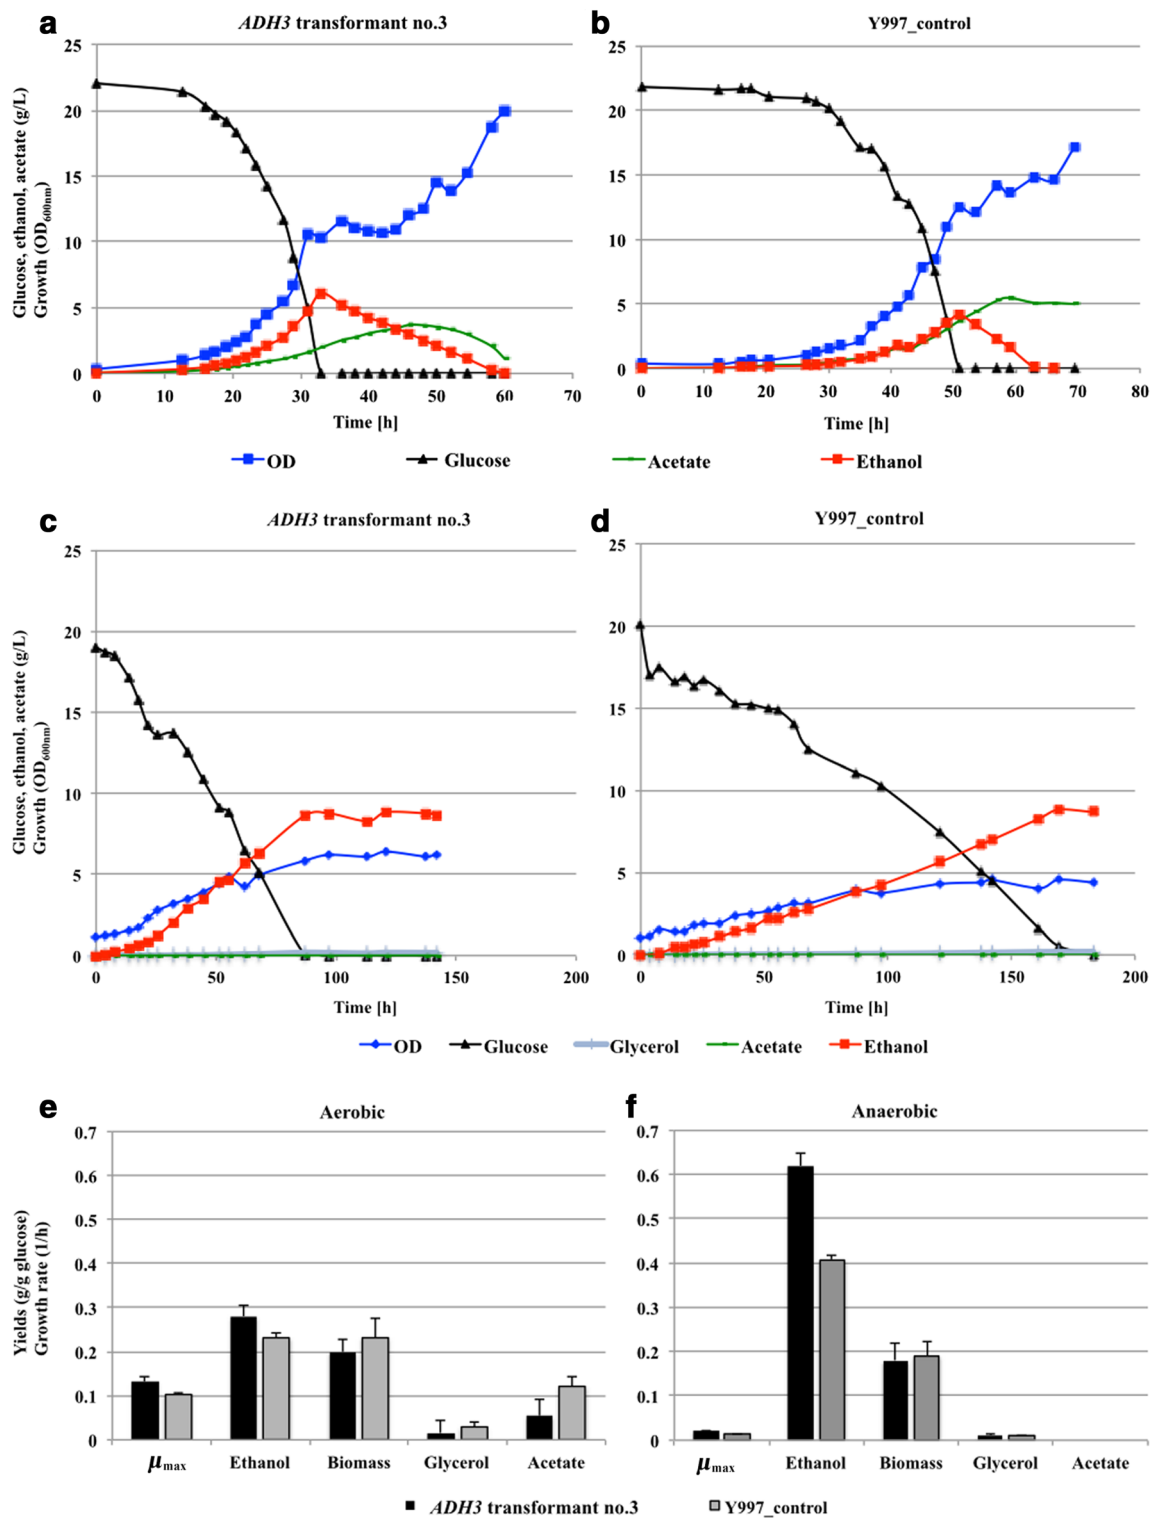 a
ADH3 transformant no.3
25
20
15
10
5
0
Glucose, ethanol, acetate (g/L)
Growth (OD600nm)
0 10 20 30 40 50 60 70
Time [h]
b
Y997_control
25
20
15
10
5
0
0 10 20 30 40 50 60 70 80
Time [h]
OD Glucose Acetate Ethanol
c
ADH3 transformant no.3
25
20
15
10
5
0
Glucose, ethanol, acetate (g/L)
Growth (OD600nm)
0 50 100 150 200
Time [h]
d
Y997_control
25
20
15
10
5
0
0 50 100 150 200
Time [h]
OD Glucose Glycerol Acetate Ethanol
e
Aerobic
0.7
0.6
0.5
0.4
0.3
0.2
0.1
0
Yields (g/g glucose)
Growth rate (1/h)
μmax Ethanol Biomass Glycerol Acetate
f
Anaerobic
0.7
0.6
0.5
0.4
0.3
0.2
0.1
0
μmax Ethanol Biomass Glycerol Acetate
ADH3 transformant no.3 Y997_control